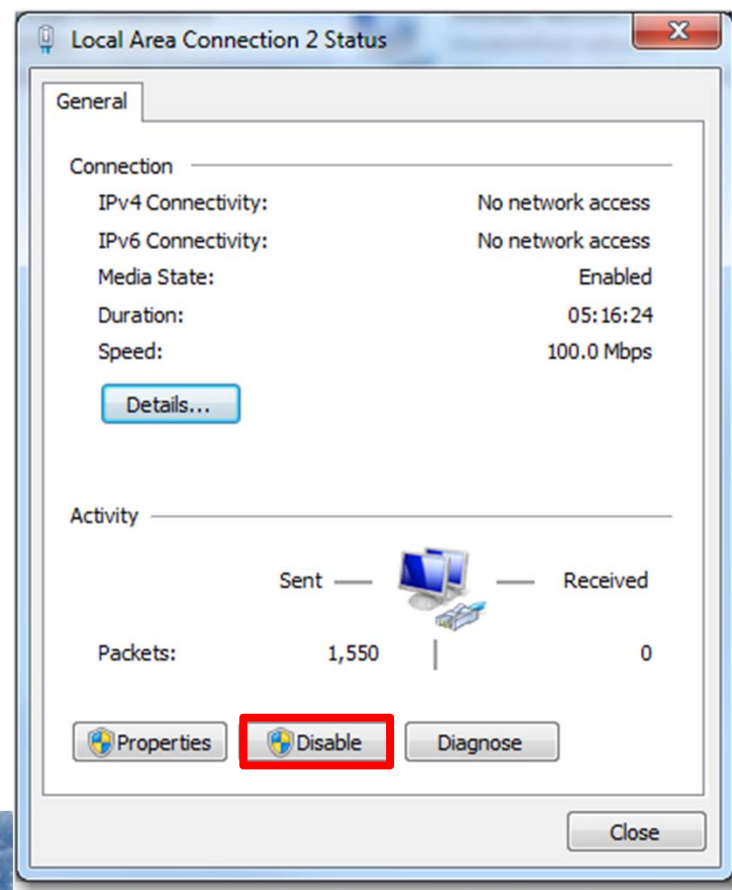 Local Area Connection 2 Status
General
Connection
IPv4 Connectivity: No network access
IPv6 Connectivity: No network access
Media State: Enabled
Duration: 05:16:24
Speed: 100.0 Mbps
Details...
Activity
Sent Received
Packets: 1,550 0
Properties Disable Diagnose
Close